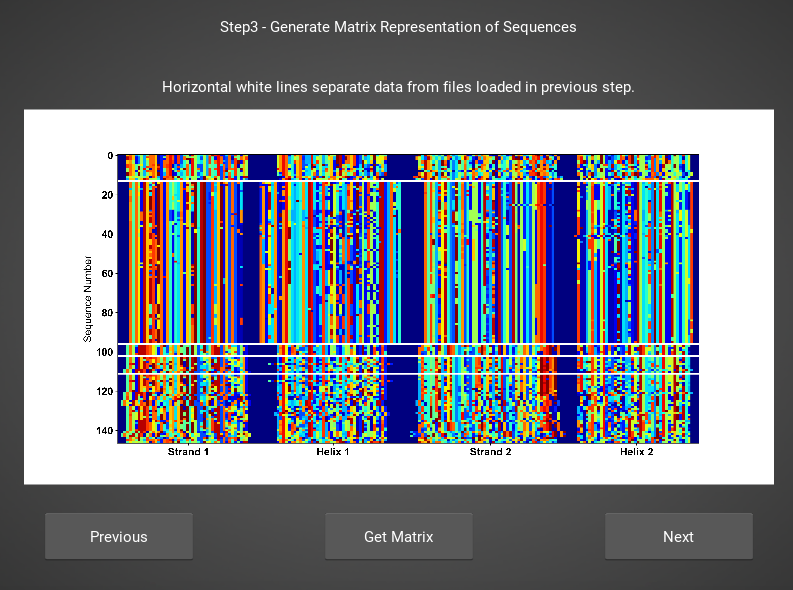 Step3 - Generate Matrix Representation of Sequences
Horizontal white lines separate data from files loaded in previous step.
0
20
40
60
80
100
120
140
Sequence Number
Strand 1 Helix 1 Strand 2 Helix 2
Previous Get Matrix Next